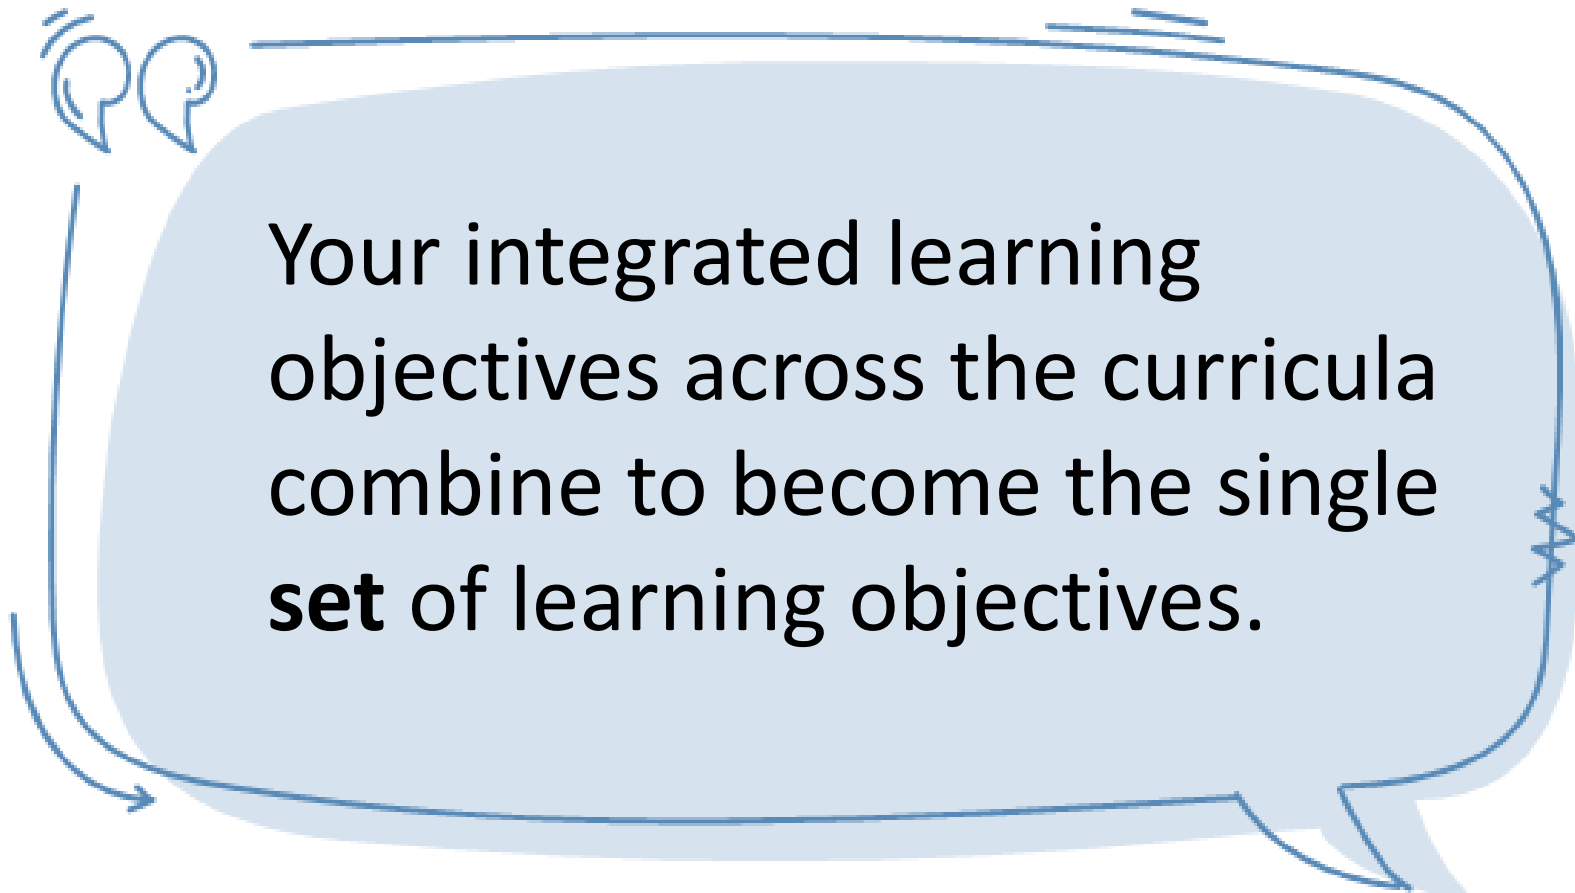 Your integrated learning
objectives across the curricula
combine to become the single
set of learning objectives.